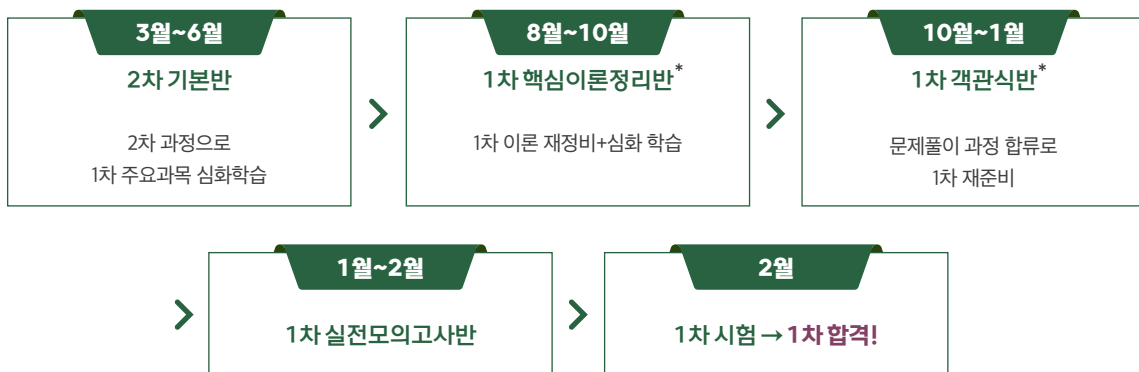 3월~6월
2차 기본반
2차 과정으로
1차 주요과목 심화학습
8월~10월
1차 핵심이론정리반*
1차 이론 재정비+심화 학습
10월~1월
1차 객관식반*
문제풀이 과정 합류로
1차 재준비
1월~2월
1차 실전모의고사반
2월
1차 시험 → 1차 합격!